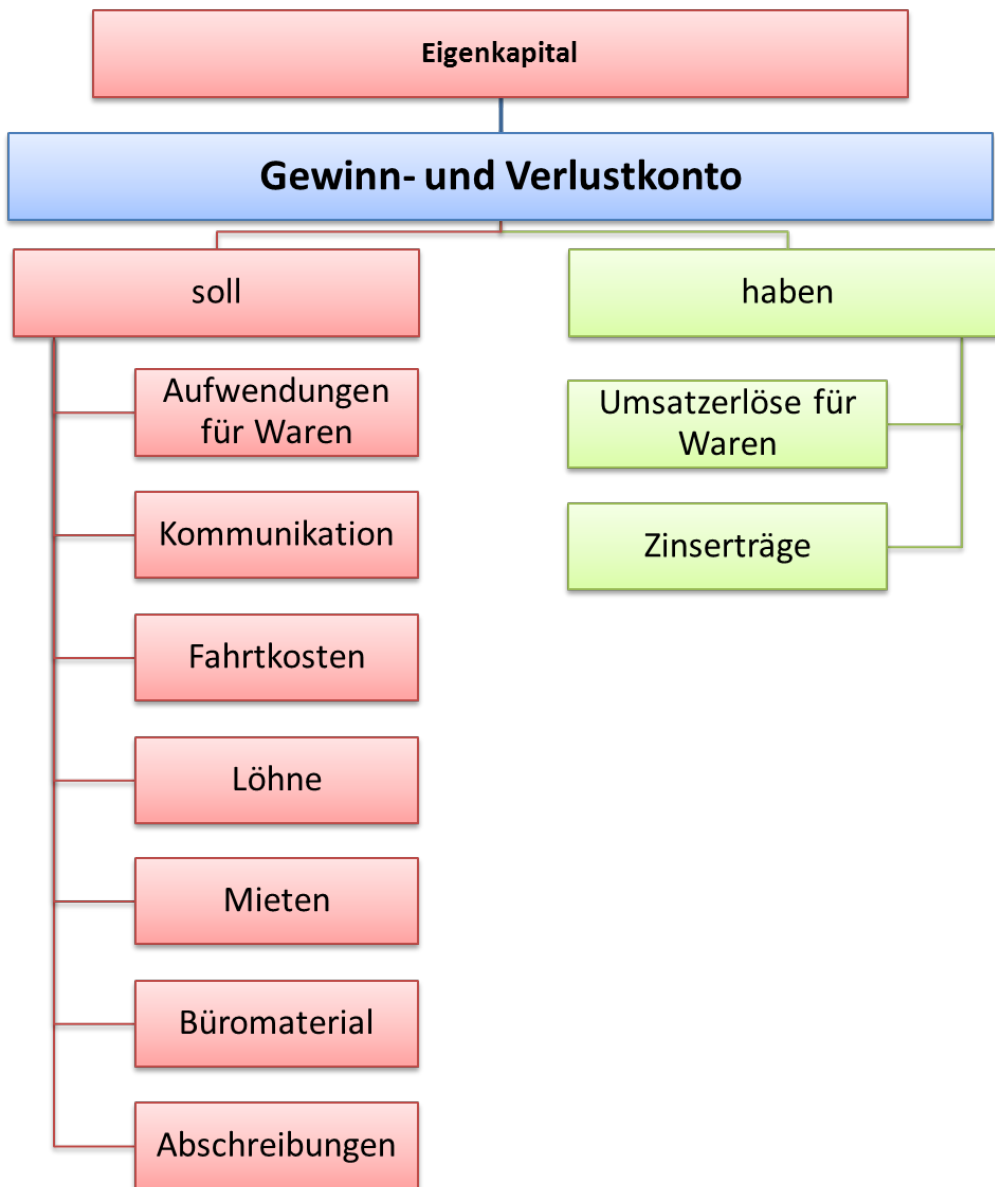 Eigenkapital
Gewinn- und Verlustkonto
soll
Aufwendungen
für Waren
Kommunikation
Fahrtkosten
Löhne
Mieten
Büromaterial
Abschreibungen
haben
Umsatzerlöse für
Waren
Zinserträge